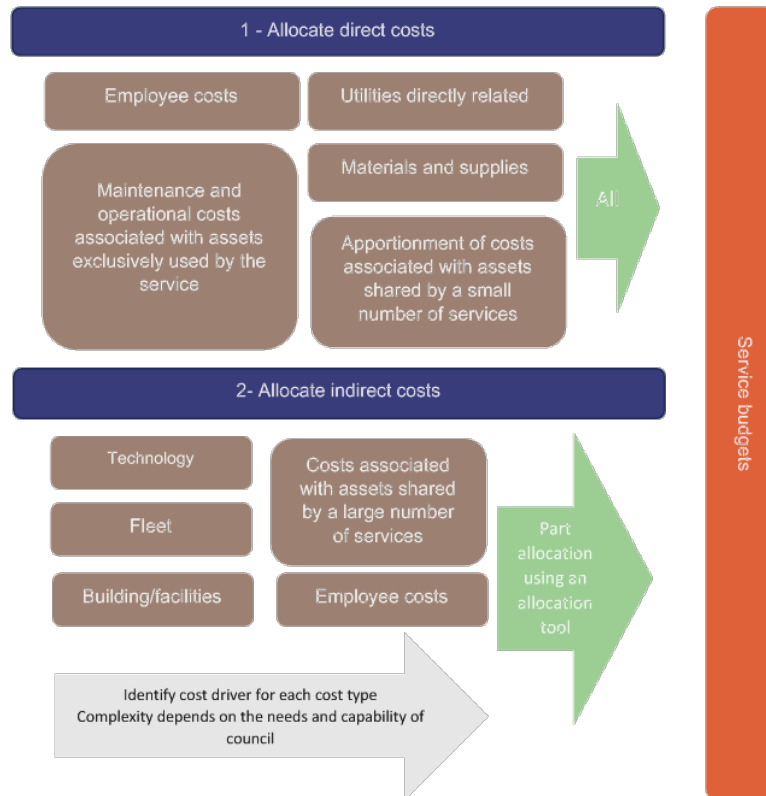 1 - Allocate direct costs
Employee costs
Utilities directly related
Maintenance and
operational costs
associated with assets
exclusively used by the
service
Materials and supplies
Apportionment of costs
associated with assets
shared by a small
number of services
All
2- Allocate indirect costs
Technology
Fleet
Building/facilities
Costs associated
with assets shared
by a large number
of services
Employee costs
Part
allocation
using an
allocation
tool
Identify cost driver for each cost type
Complexity depends on the needs and capability of
council
Service budgets